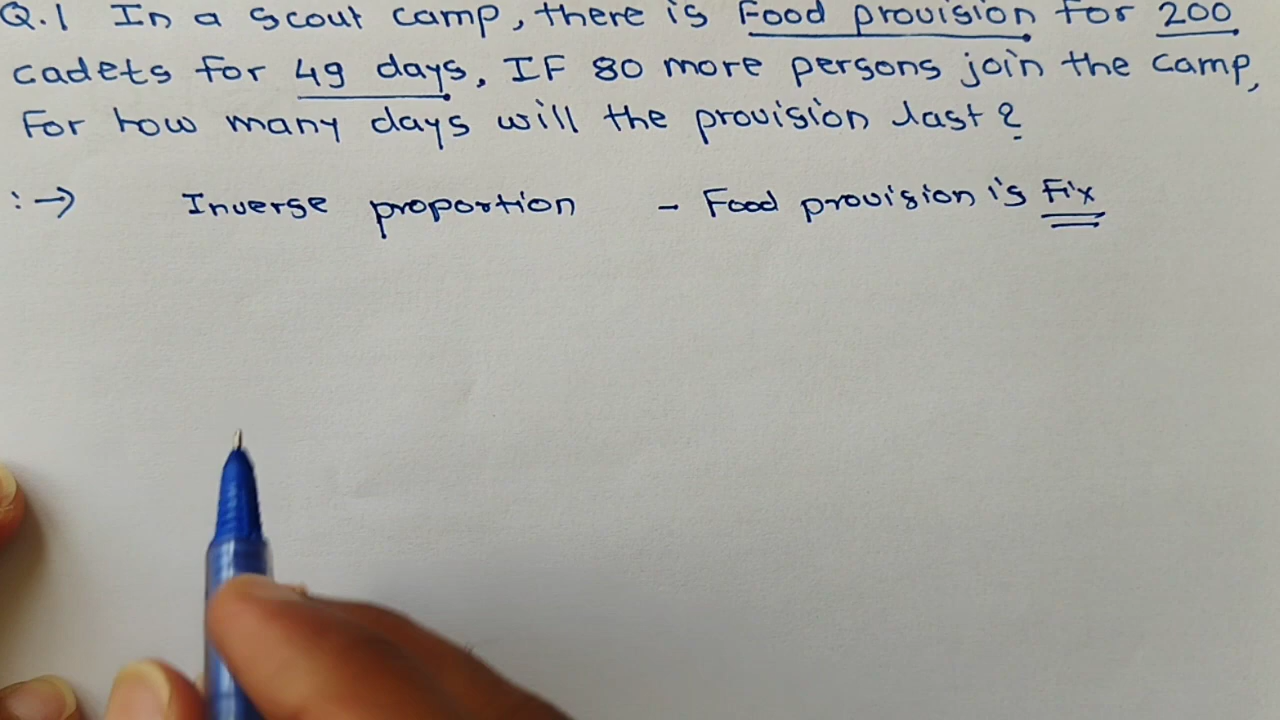 Q.1 In a scout camp, there is Food provision for 200
cadets for 49 days, IF 80 more persons join the camp,
For how many days will the provision last ?
:→ Inverse proportion - Food provision is Fix